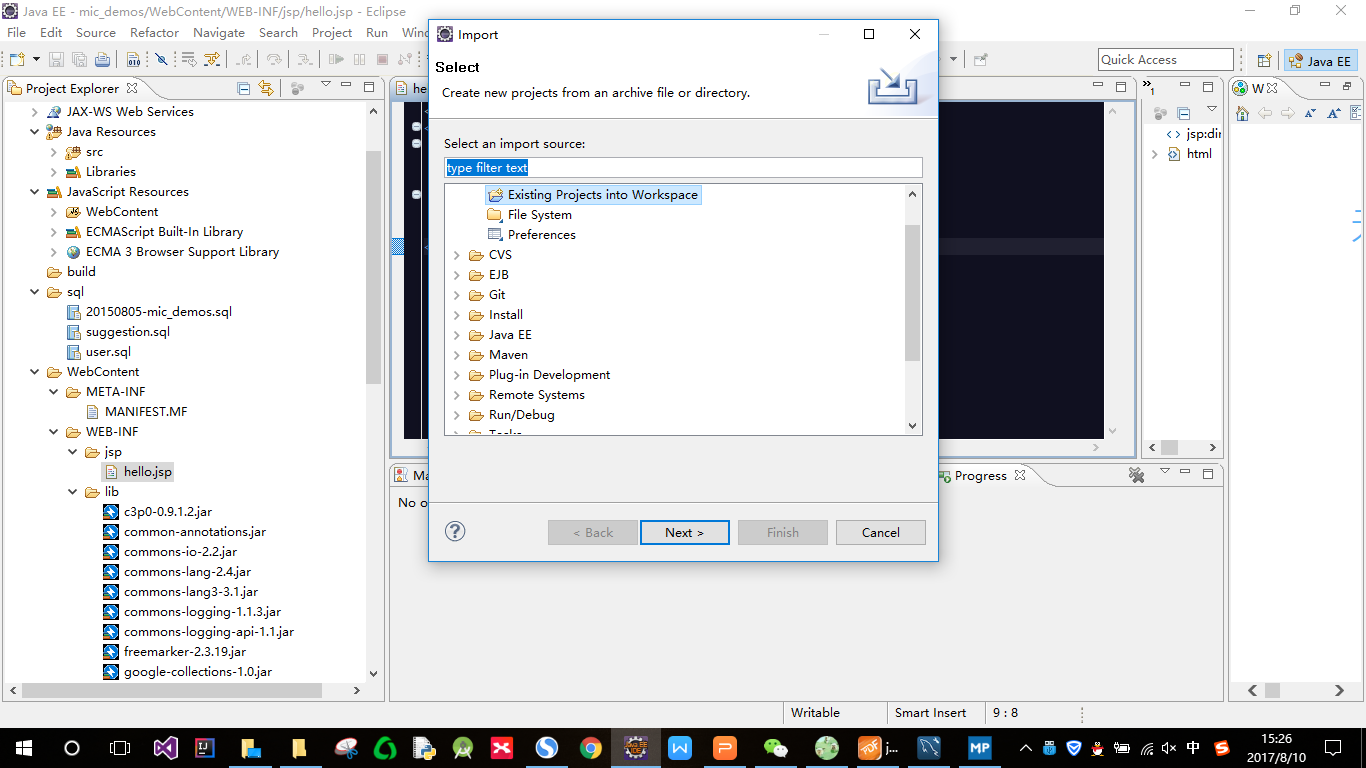 Java EE - mic_demos/WebContent/WEB-INF/jsp/hello.jsp - Eclipse
File Edit Source Refactor Navigate Search Project Run
Quick Access
Java EE
Project Explorer
JAX-WS Web Services
Java Resources
src
Libraries
JavaScript Resources
WebContent
ECMAScript Built-In Library
ECMA 3 Browser Support Library
build
sql
20150805-mic_demos.sql
suggestion.sql
user.sql
WebContent
META-INF
MANIFEST.MF
WEB-INF
jsp
hello.jsp
lib
c3p0-0.9.1.2.jar
common-annotations.jar
commons-io-2.2.jar
commons-lang-2.4.jar
commons-lang3-3.1.jar
commons-logging-1.1.3.jar
commons-logging-api-1.1.jar
freemarker-2.3.19.jar
google-collections-1.0.jar
Import
Select
Create new projects from an archive file or directory.
Select an import source:
type filter text
Existing Projects into Workspace
File System
Preferences
CVS
EJB
Git
Install
Java EE
Maven
Plug-in Development
Remote Systems
Run/Debug
< Back
Next >
Finish
Cancel
Progress
W
jsp:dir
html
Writable
Smart Insert
9 : 8
j...
MP
中
15:26
2017/8/10